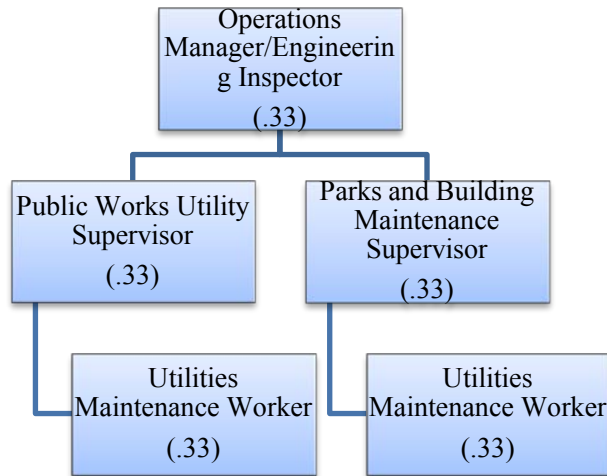 Operations
Manager/Engineerin
g Inspector
(.33)
Public Works Utility
Supervisor
(.33)
Parks and Building
Maintenance
Supervisor
(.33)
Utilities
Maintenance Worker
(.33)
Utilities
Maintenance Worker
(.33)